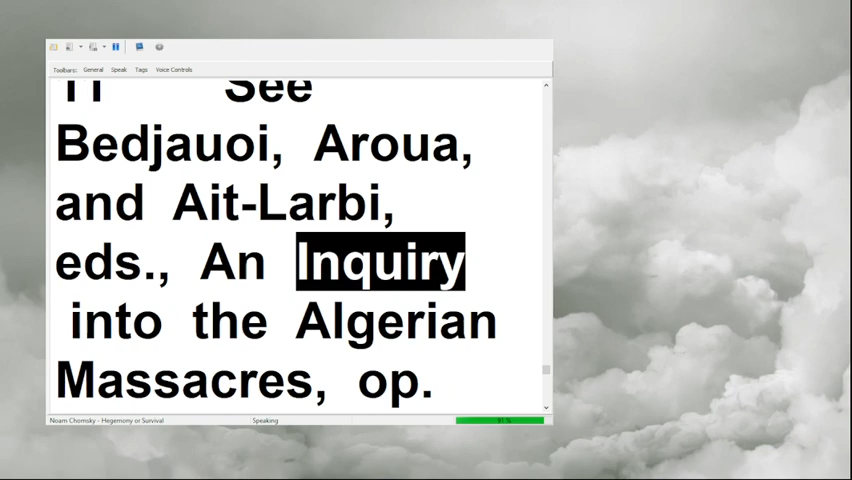 Toolbars: General Speak Tags Voice Controls
11 See
Bedjauoi, Aroua,
and Ait-Larbi,
eds., An Inquiry
into the Algerian
Massacres, op.
Noam Chomsky - Hegemony or Survival Speaking 91 %